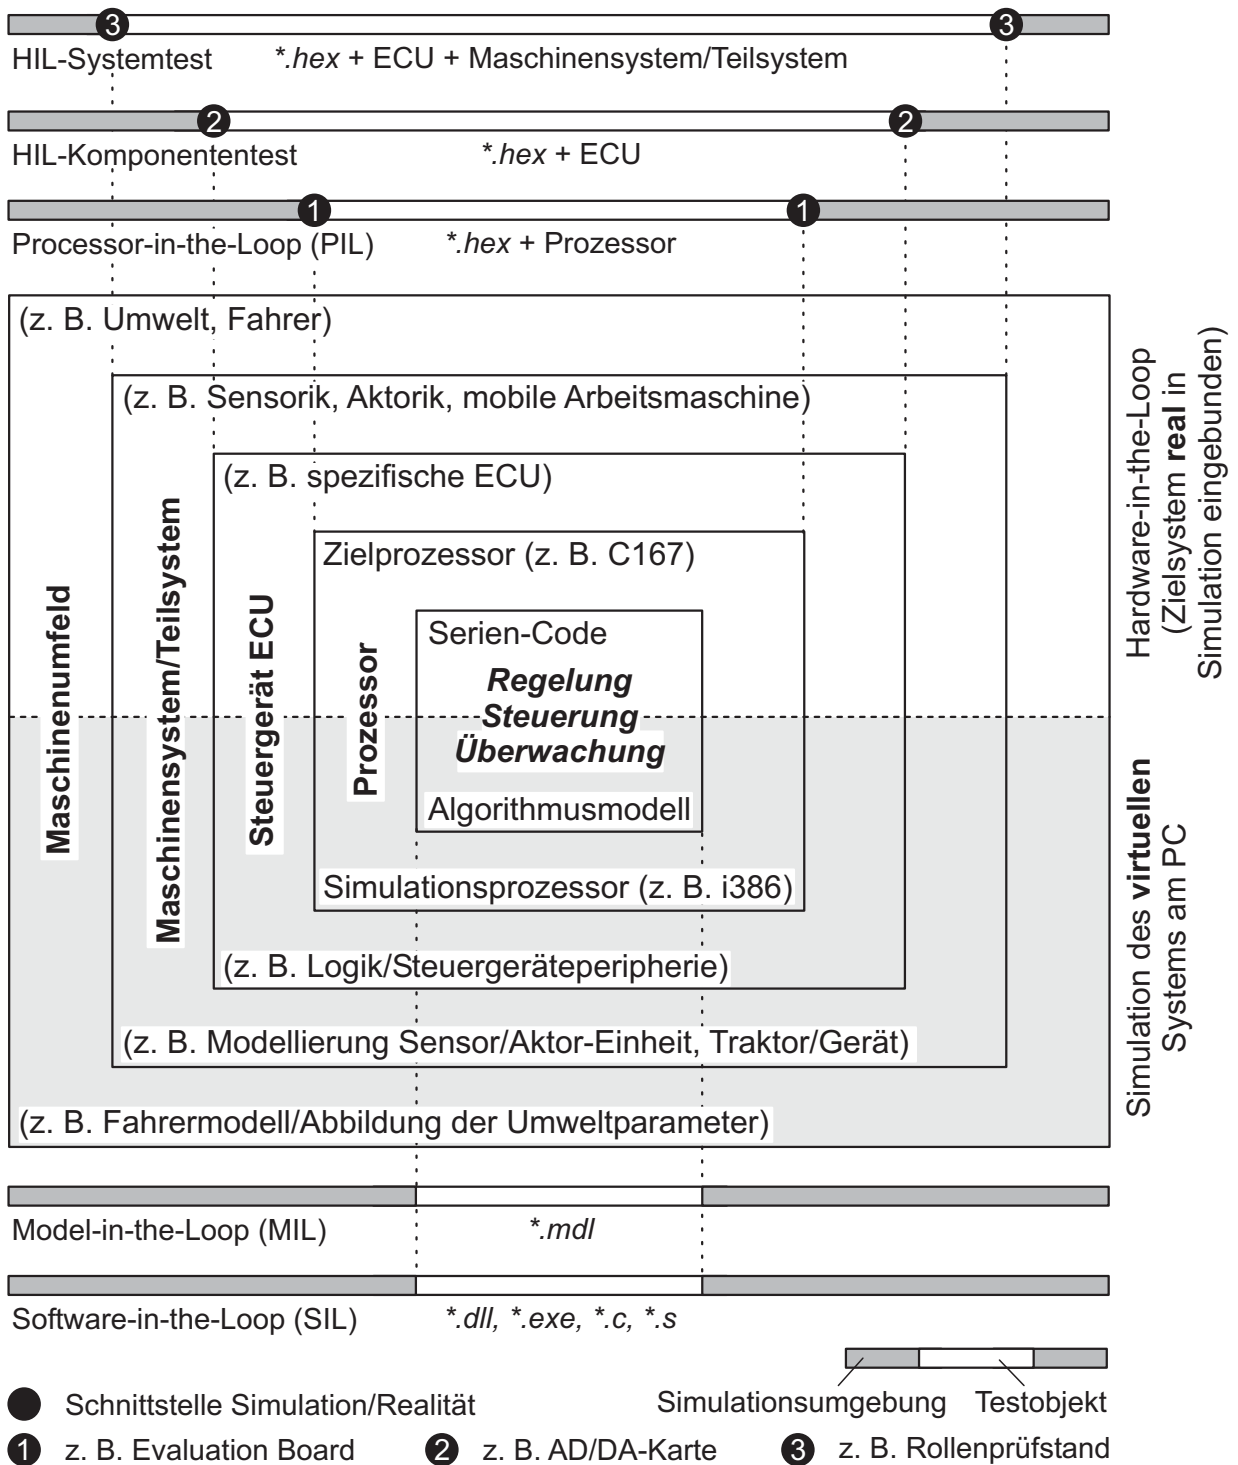 3 3
HIL-Systemtest *.hex + ECU + Maschinensystem/Teilsystem
2 2
HIL-Komponententest *.hex + ECU
1 1
Processor-in-the-Loop (PIL) *.hex + Prozessor
(z. B. Umwelt, Fahrer)
(z. B. Sensorik, Aktorik, mobile Arbeitsmaschine)
(z. B. spezifische ECU)
Zielprozessor (z. B. C167)
Serien-Code
Regelung
Steuerung
Überwachung
Algorithmusmodell
Simulationsprozessor (z. B. i386)
(z. B. Logik/Steuergeräteperipherie)
(z. B. Modellierung Sensor/Aktor-Einheit, Traktor/Gerät)
(z. B. Fahrermodell/Abbildung der Umweltparameter)
Maschinenumfeld
Maschinensystem/Teilsystem
Steuergerät ECU
Prozessor
Hardware-in-the-Loop
(Zielsystem real in
Simulation eingebunden)
Simulation des virtuellen
Systems am PC
Model-in-the-Loop (MIL) *.mdl
Software-in-the-Loop (SIL) *.dll, *.exe, *.c, *.s
Simulationsumgebung Testobjekt
Schnittstelle Simulation/Realität
1 z. B. Evaluation Board 2 z. B. AD/DA-Karte 3 z. B. Rollenprüfstand